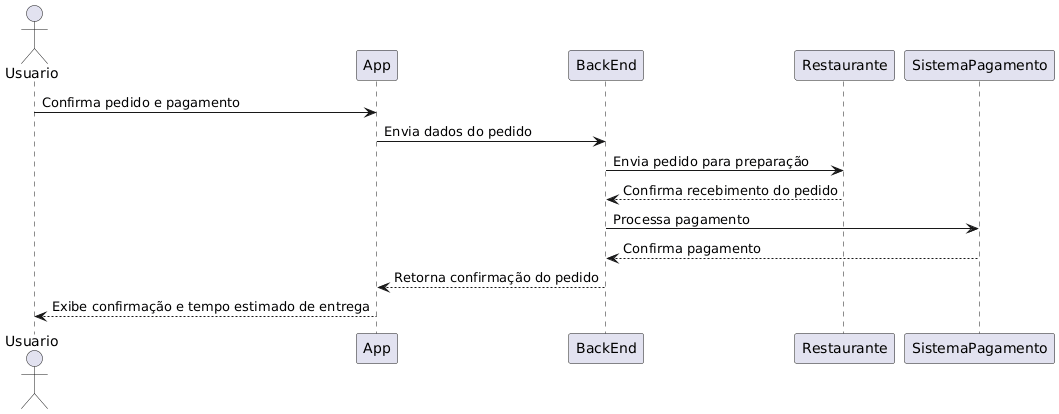 Usuario
App
BackEnd
Restaurante
SistemaPagamento
Confirma pedido e pagamento
Envia dados do pedido
Envia pedido para preparação
Confirma recebimento do pedido
Processa pagamento
Confirma pagamento
Retorna confirmação do pedido
Exibe confirmação e tempo estimado de entrega
Usuario
App
BackEnd
Restaurante
SistemaPagamento